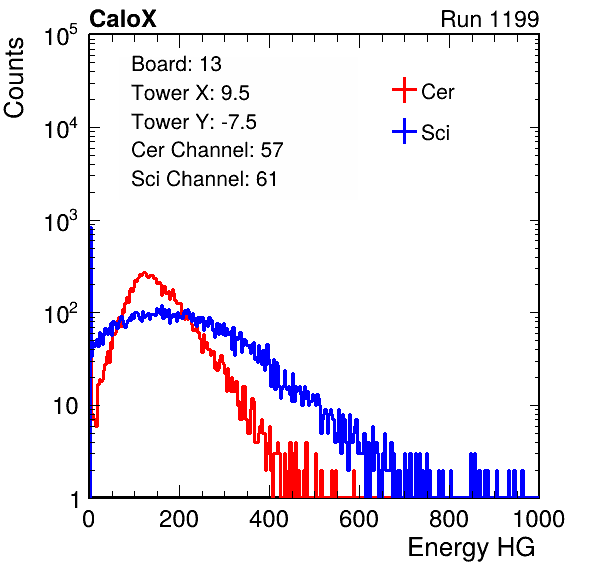 CaloX Run 1199
Counts
10^5
10^4
10^3
10^2
10
1
Board: 13
Tower X: 9.5
Tower Y: -7.5
Cer Channel: 57
Sci Channel: 61
Cer
Sci
0 200 400 600 800 1000
Energy HG